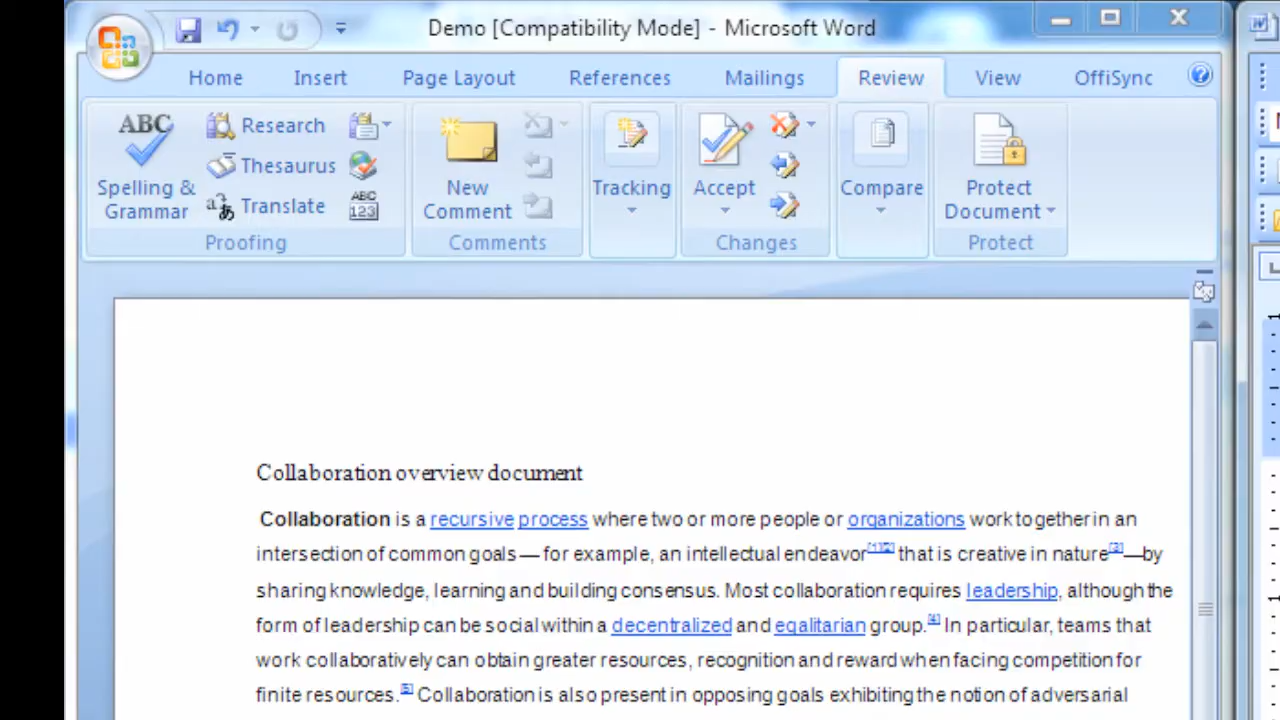 Demo [Compatibility Mode] - Microsoft Word
Home Insert Page Layout References Mailings Review View OffiSync
ABC Research
Thesaurus
Spelling & Grammar
Translate
ABC 123
New Comment
Tracking
Accept
Compare
Protect Document
Proofing Comments Changes Protect
Collaboration overview document
Collaboration is a recursive process where two or more people or organizations work together in an
intersection of common goals — for example, an intellectual endeavor[1][2] that is creative in nature[3]—by
sharing knowledge, learning and building consensus. Most collaboration requires leadership, although the
form of leadership can be social within a decentralized and egalitarian group.[4] In particular, teams that
work collaboratively can obtain greater resources, recognition and reward when facing competition for
finite resources.[5] Collaboration is also present in opposing goals exhibiting the notion of adversarial